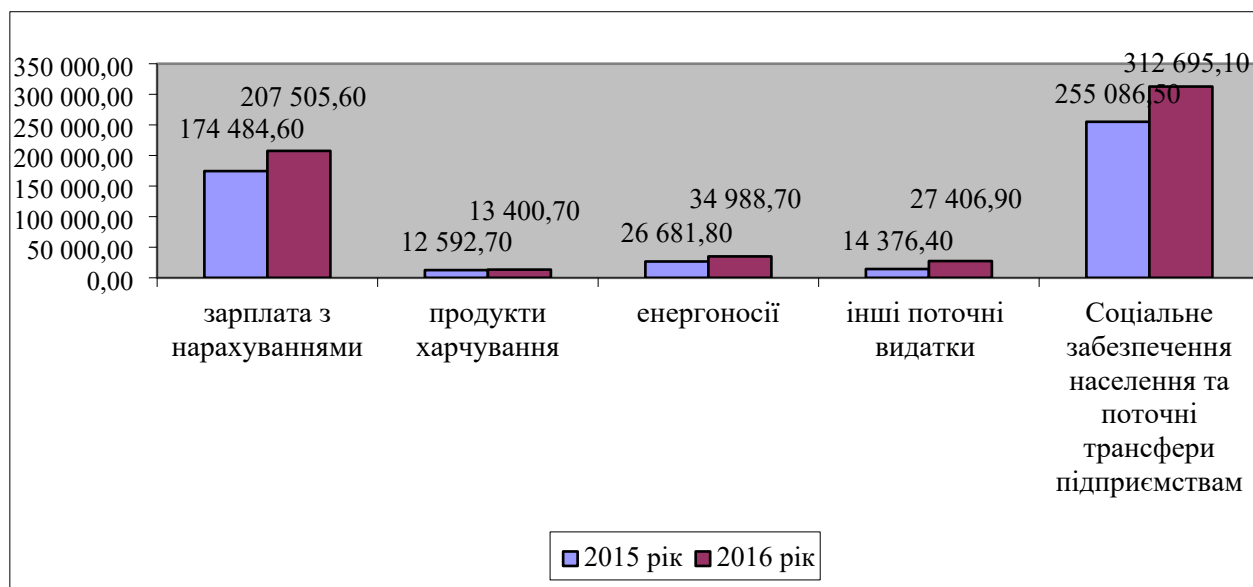 350 000,00
300 000,00
250 000,00
200 000,00
150 000,00
100 000,00
50 000,00
0,00
174 484,60
207 505,60
12 592,70
13 400,70
26 681,80
34 988,70
14 376,40
27 406,90
255 086,50
312 695,10
зарплата з
нарахуваннями
продукти
харчування
енергоносії
інші поточні
видатки
Соціальне
забезпечення
населення та
поточні
трансфери
підприємствам
2015 рік
2016 рік